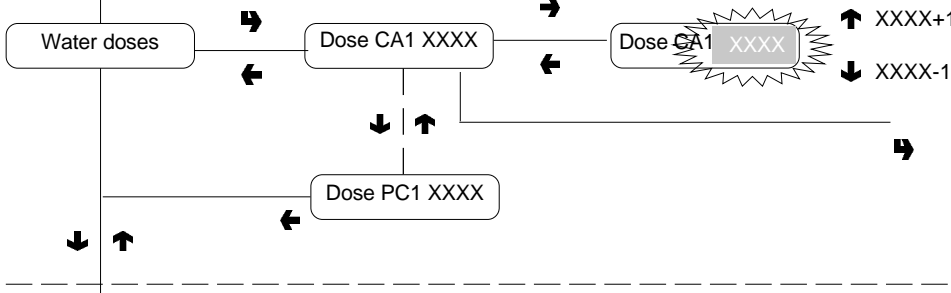 Water doses
Dose CA1 XXXX
Dose CA1 XXXX
XXXX+1
XXXX-1
Dose PC1 XXXX